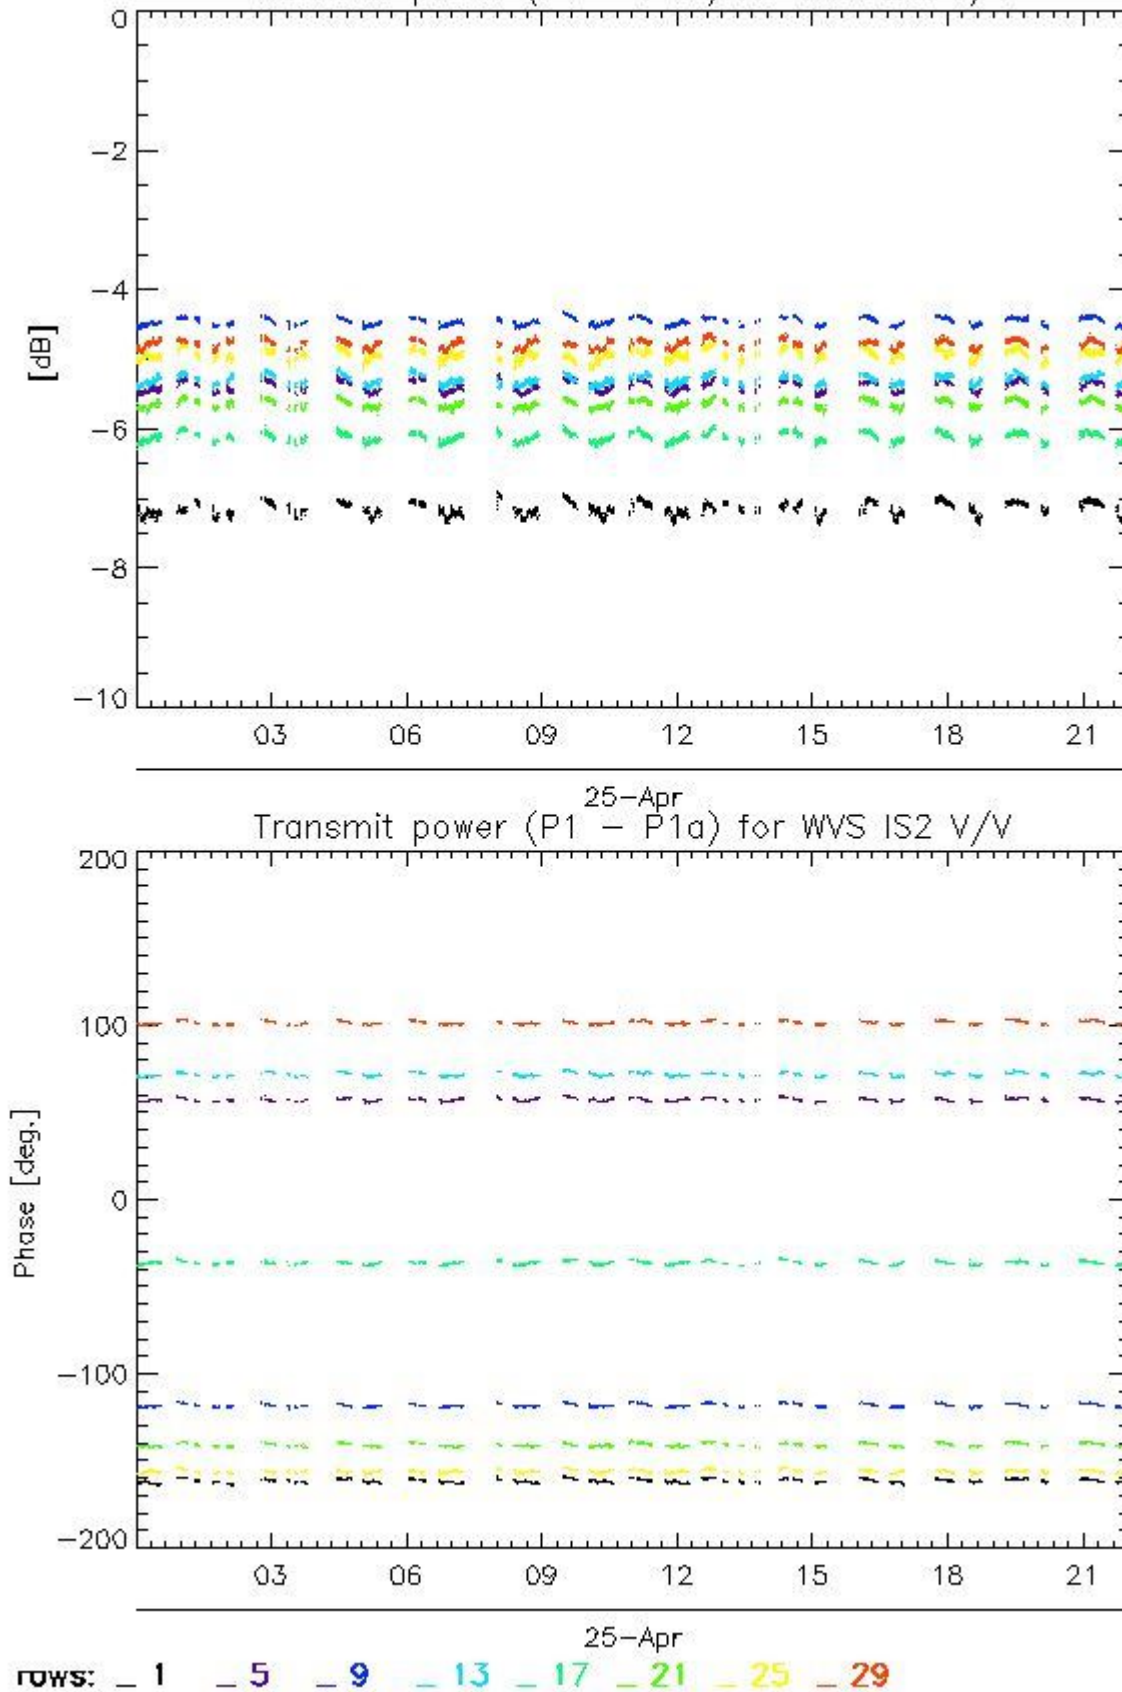 0
−2
−4
[dB]
−6
−8
−10
03 06 09 12 15 18 21
25−Apr
Transmit power (P1 − P1a) for WVS IS2 V/V
200
100
Phase [deg.]
0
−100
−200
03 06 09 12 15 18 21
25−Apr
rows: _ 1 _ 5 _ 9 _ 13 _ 17 _ 21 _ 25 _ 29